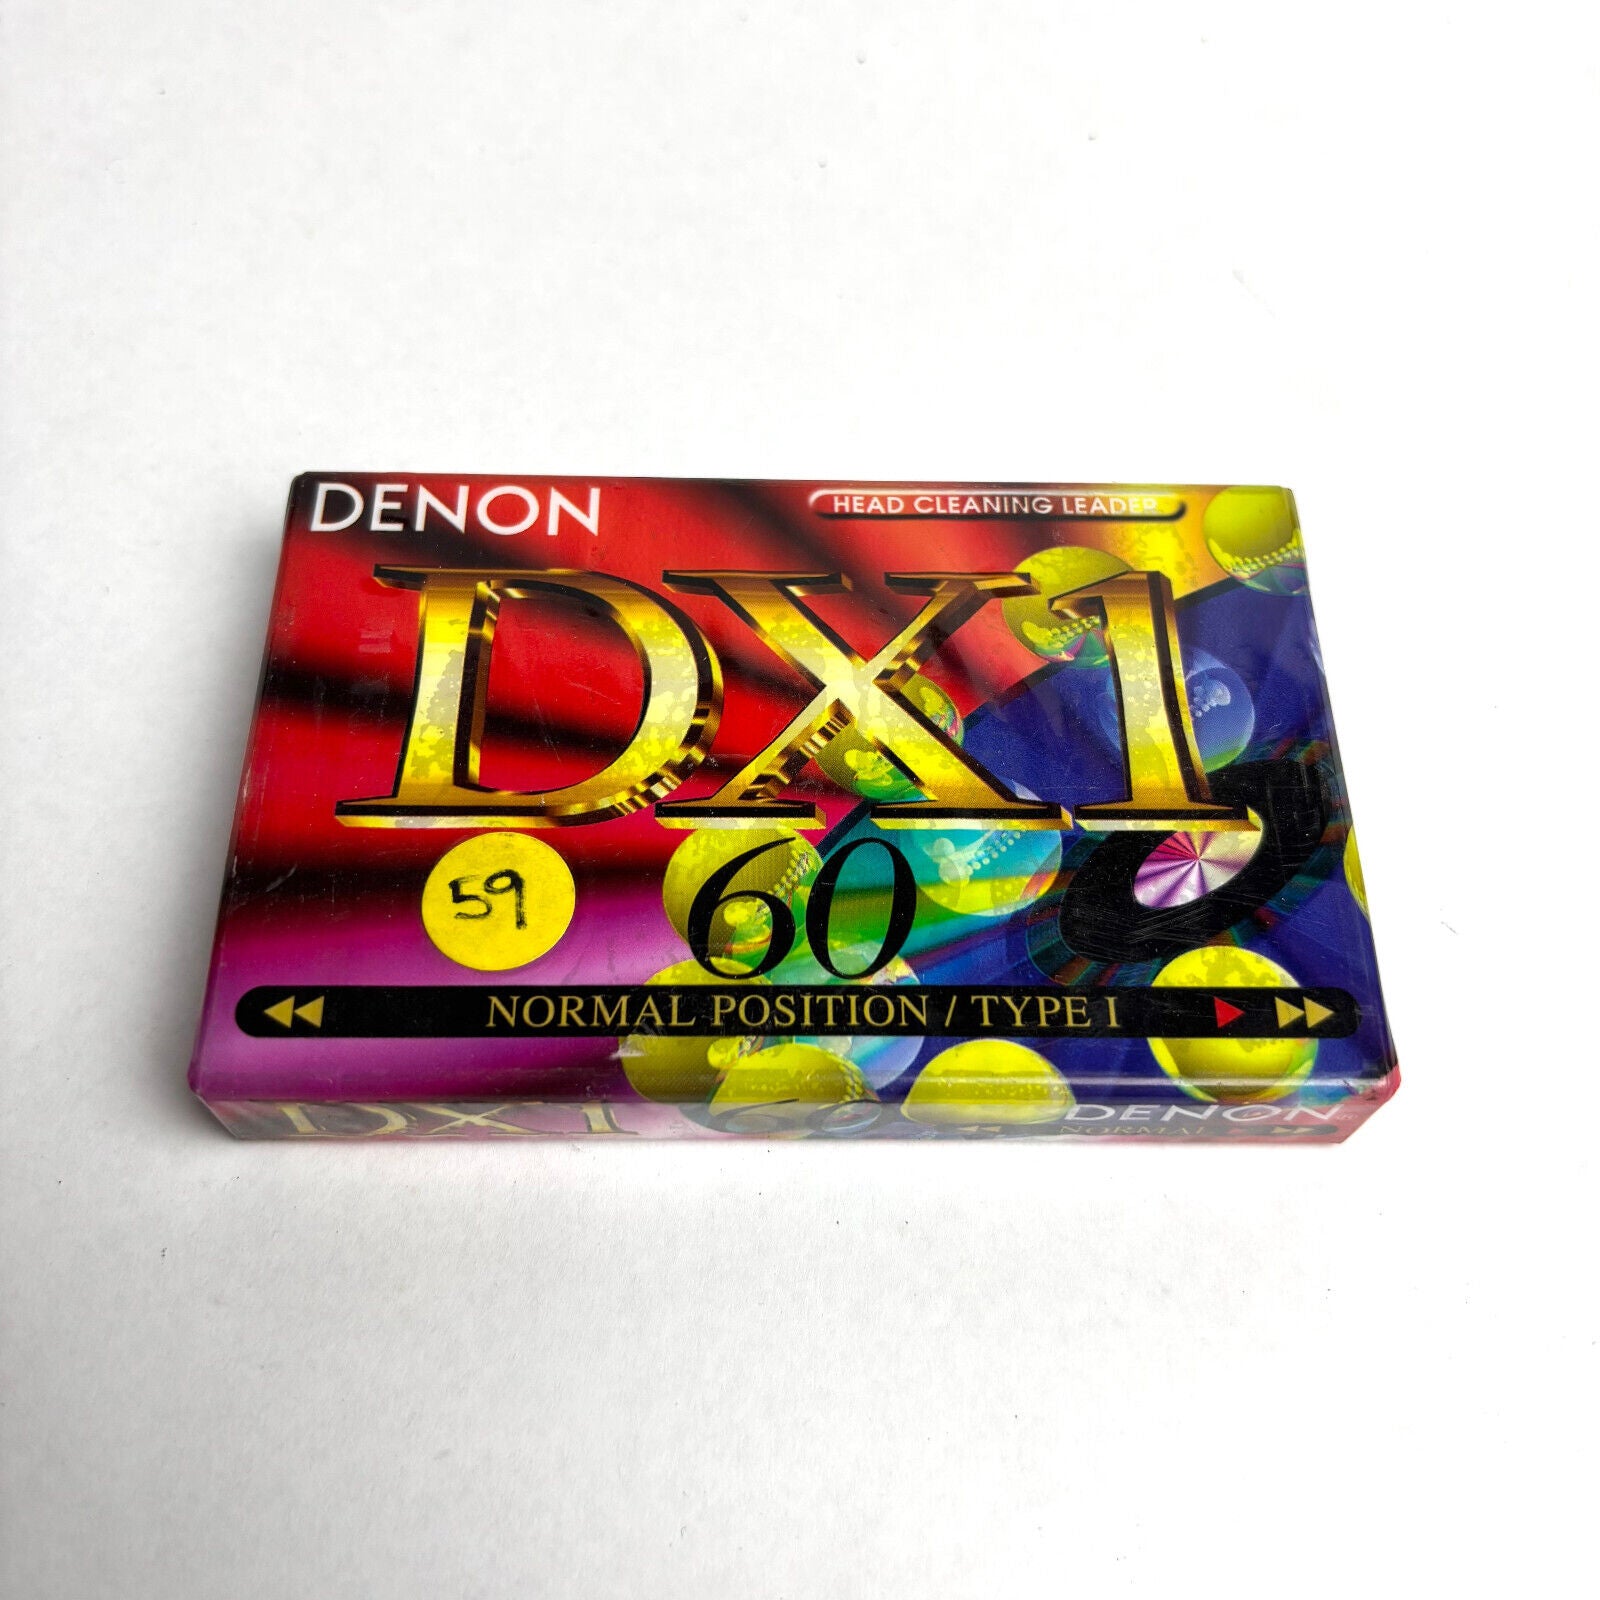 DENON
HEAD CLEANING LEADER
DX1
59
60
NORMAL POSITION / TYPE I
DX1 60 DENON
NORMAL